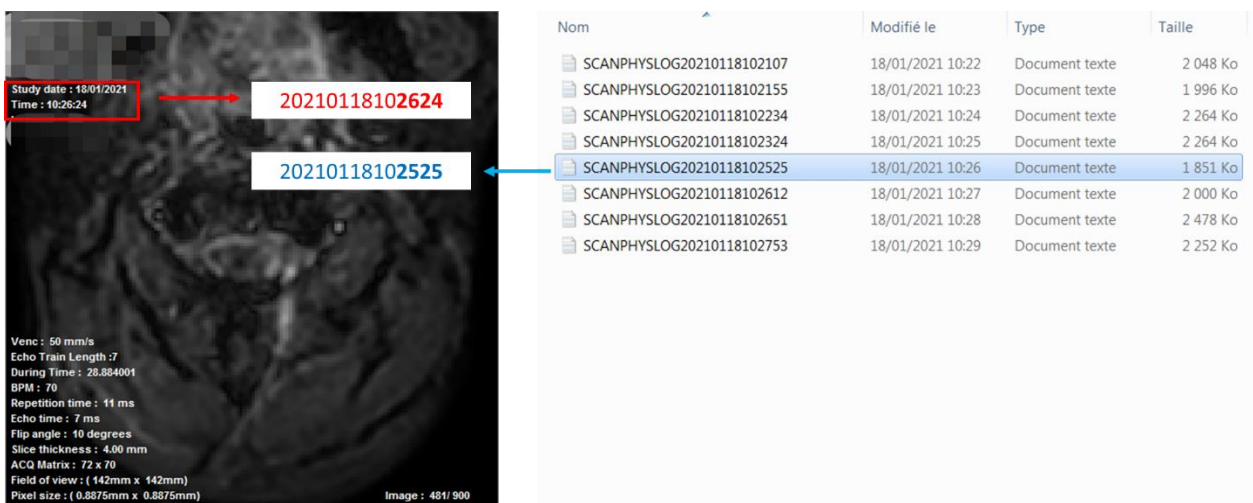 Study date : 18/01/2021
Time : 10:26:24
20210118102624
20210118102525
Venc : 50 mm/s
Echo Train Length :7
During Time : 28.884001
BPM : 70
Repetition time : 11 ms
Echo time : 7 ms
Flip angle : 10 degrees
Slice thickness : 4.00 mm
ACQ Matrix : 72 x 70
Field of view : ( 142mm x 142mm)
Pixel size : ( 0.8875mm x 0.8875mm)
Image : 481/ 900
Nom Modifié le Type Taille
SCANPHYSLOG20210118102107 18/01/2021 10:22 Document texte 2 048 Ko
SCANPHYSLOG20210118102155 18/01/2021 10:23 Document texte 1 996 Ko
SCANPHYSLOG20210118102234 18/01/2021 10:24 Document texte 2 264 Ko
SCANPHYSLOG20210118102324 18/01/2021 10:25 Document texte 2 264 Ko
SCANPHYSLOG20210118102525 18/01/2021 10:26 Document texte 1 851 Ko
SCANPHYSLOG20210118102612 18/01/2021 10:27 Document texte 2 000 Ko
SCANPHYSLOG20210118102651 18/01/2021 10:28 Document texte 2 478 Ko
SCANPHYSLOG20210118102753 18/01/2021 10:29 Document texte 2 252 Ko